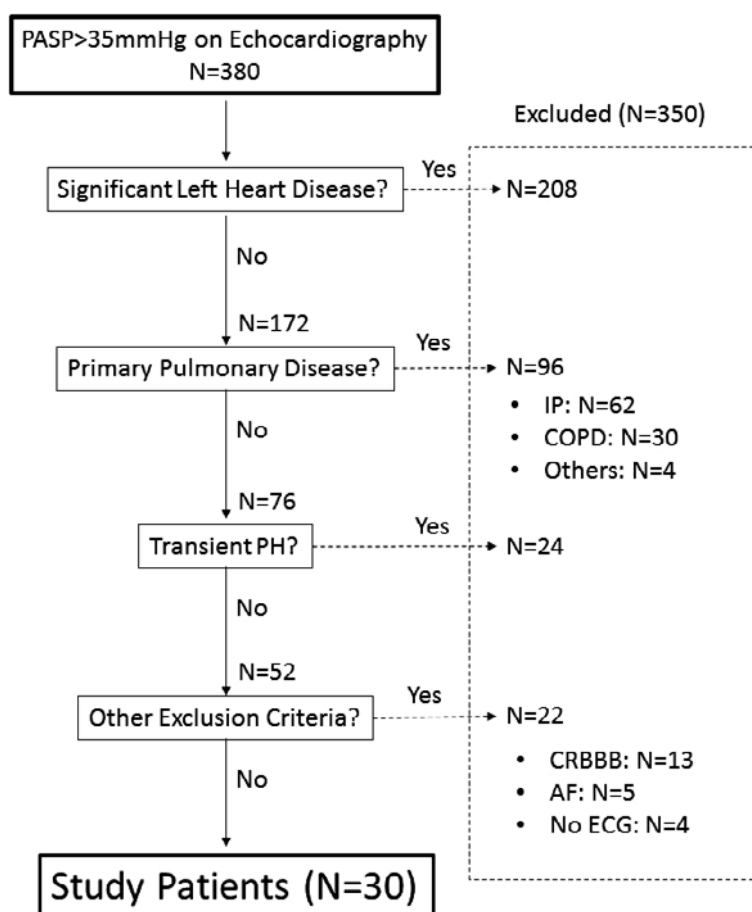 PASP>35mmHg on Echocardiography
N=380
Excluded (N=350)
Significant Left Heart Disease?
Yes
N=208
No
N=172
Primary Pulmonary Disease?
Yes
N=96
• IP: N=62
• COPD: N=30
• Others: N=4
No
N=76
Transient PH?
Yes
N=24
No
N=52
Other Exclusion Criteria?
Yes
N=22
• CRBBB: N=13
• AF: N=5
• No ECG: N=4
No
Study Patients (N=30)